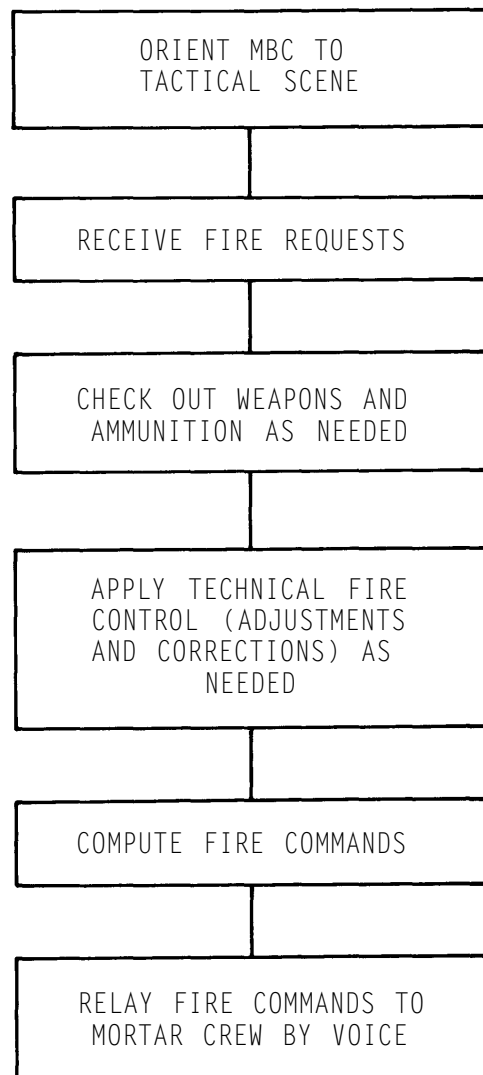 ORIENT MBC TO
TACTICAL SCENE
RECEIVE FIRE REQUESTS
CHECK OUT WEAPONS AND
AMMUNITION AS NEEDED
APPLY TECHNICAL FIRE
CONTROL (ADJUSTMENTS
AND CORRECTIONS) AS
NEEDED
COMPUTE FIRE COMMANDS
RELAY FIRE COMMANDS TO
MORTAR CREW BY VOICE